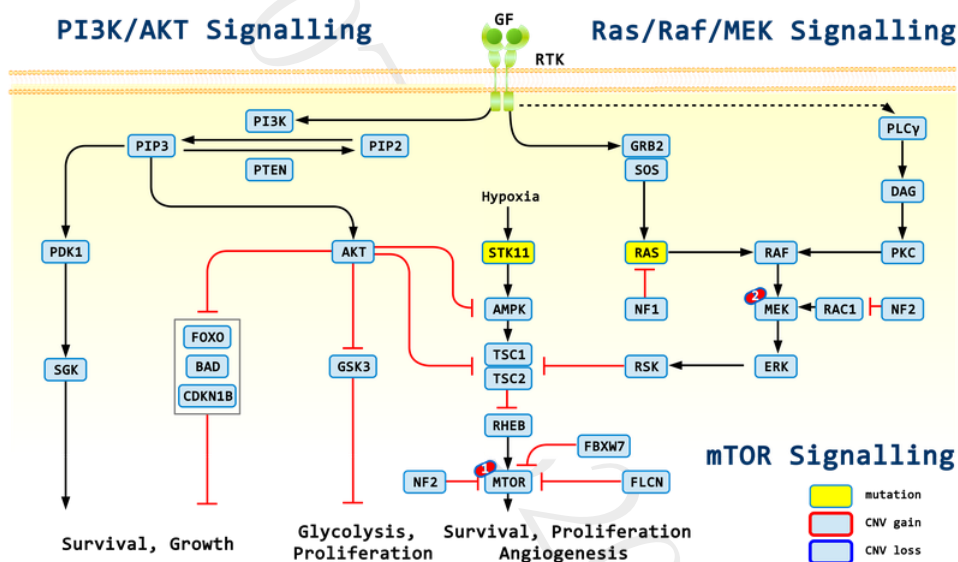 PI3K/AKT Signalling
GF
Ras/Raf/MEK Signalling
RTK
PI3K
PLCγ
PIP3
PIP2
GRB2
PTEN
SOS
DAG
Hypoxia
PDK1
AKT
STK11
RAS
RAF
PKC
2
AMPK
NF1
MEK
RAC1
NF2
FOXO
TSC1
BAD
SGK
GSK3
TSC2
RSK
ERK
CDKN1B
RHEB
FBXW7
mTOR Signalling
1
NF2
MTOR
FLCN
mutation
CNV gain
CNV loss
Survival, Growth
Glycolysis,
Proliferation
Survival, Proliferation
Angiogenesis